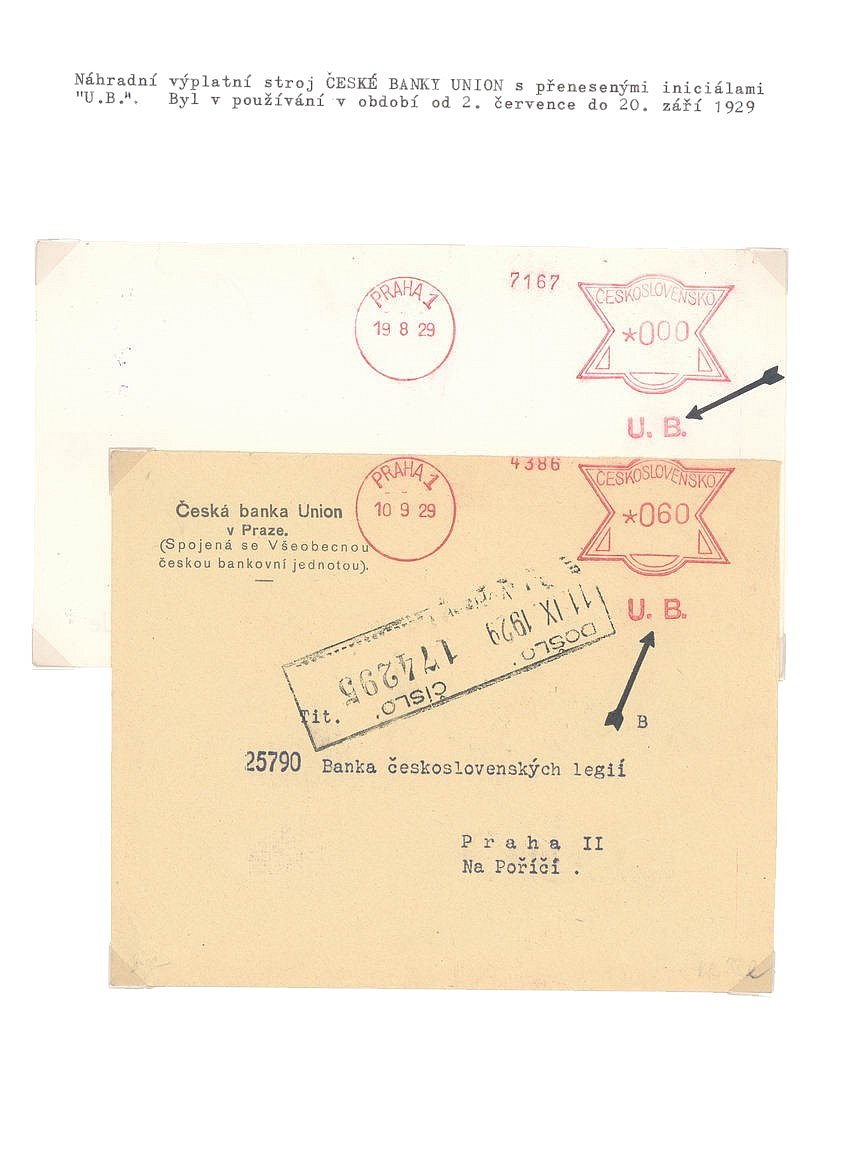 Náhradní výplatní stroj ČESKÉ BANKY UNION s přenesenými iniciálami
"U.B.". Byl v používání v období od 2. července do 20. září 1929
7167
PRAHA 1
19 8 29
ČESKOSLOVENSKO
*000
U. B.
4386
PRAHA 1
10 9 29
ČESKOSLOVENSKO
*060
U. B.
Česká banka Union
v Praze.
(Spojená se Všeobecnou
českou bankovní jednotou).
DOŠLO
11. IX. 1929
ČÍSLO
174295
Tit.
B
25790 Banka československých legií
Praha II
Na Poříčí .